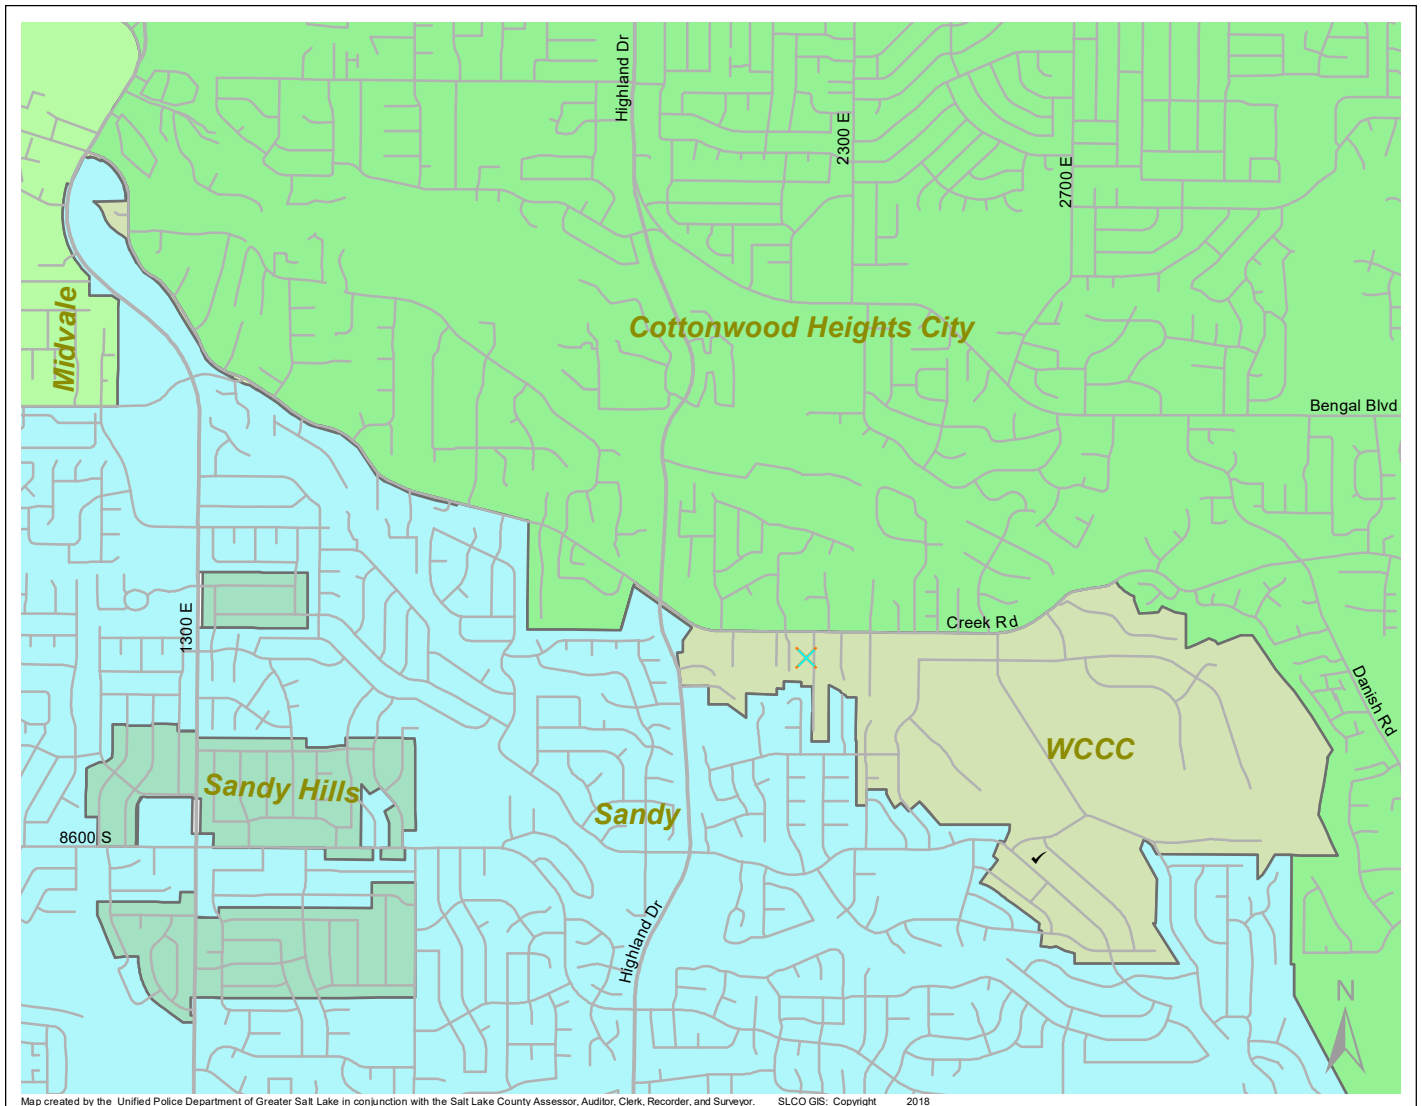 Highland Dr
2300 E
2700 E
Midvale
Cottonwood Heights City
Bengal Blvd
1300 E
Creek Rd
Danish Rd
WCCC
Sandy Hills
Sandy
8600 S
Highland Dr
N
Map created by the Unified Police Department of Greater Salt Lake in conjunction with the Salt Lake County Assessor, Auditor, Clerk, Recorder, and Surveyor. SLCO GIS: Copyright 2018